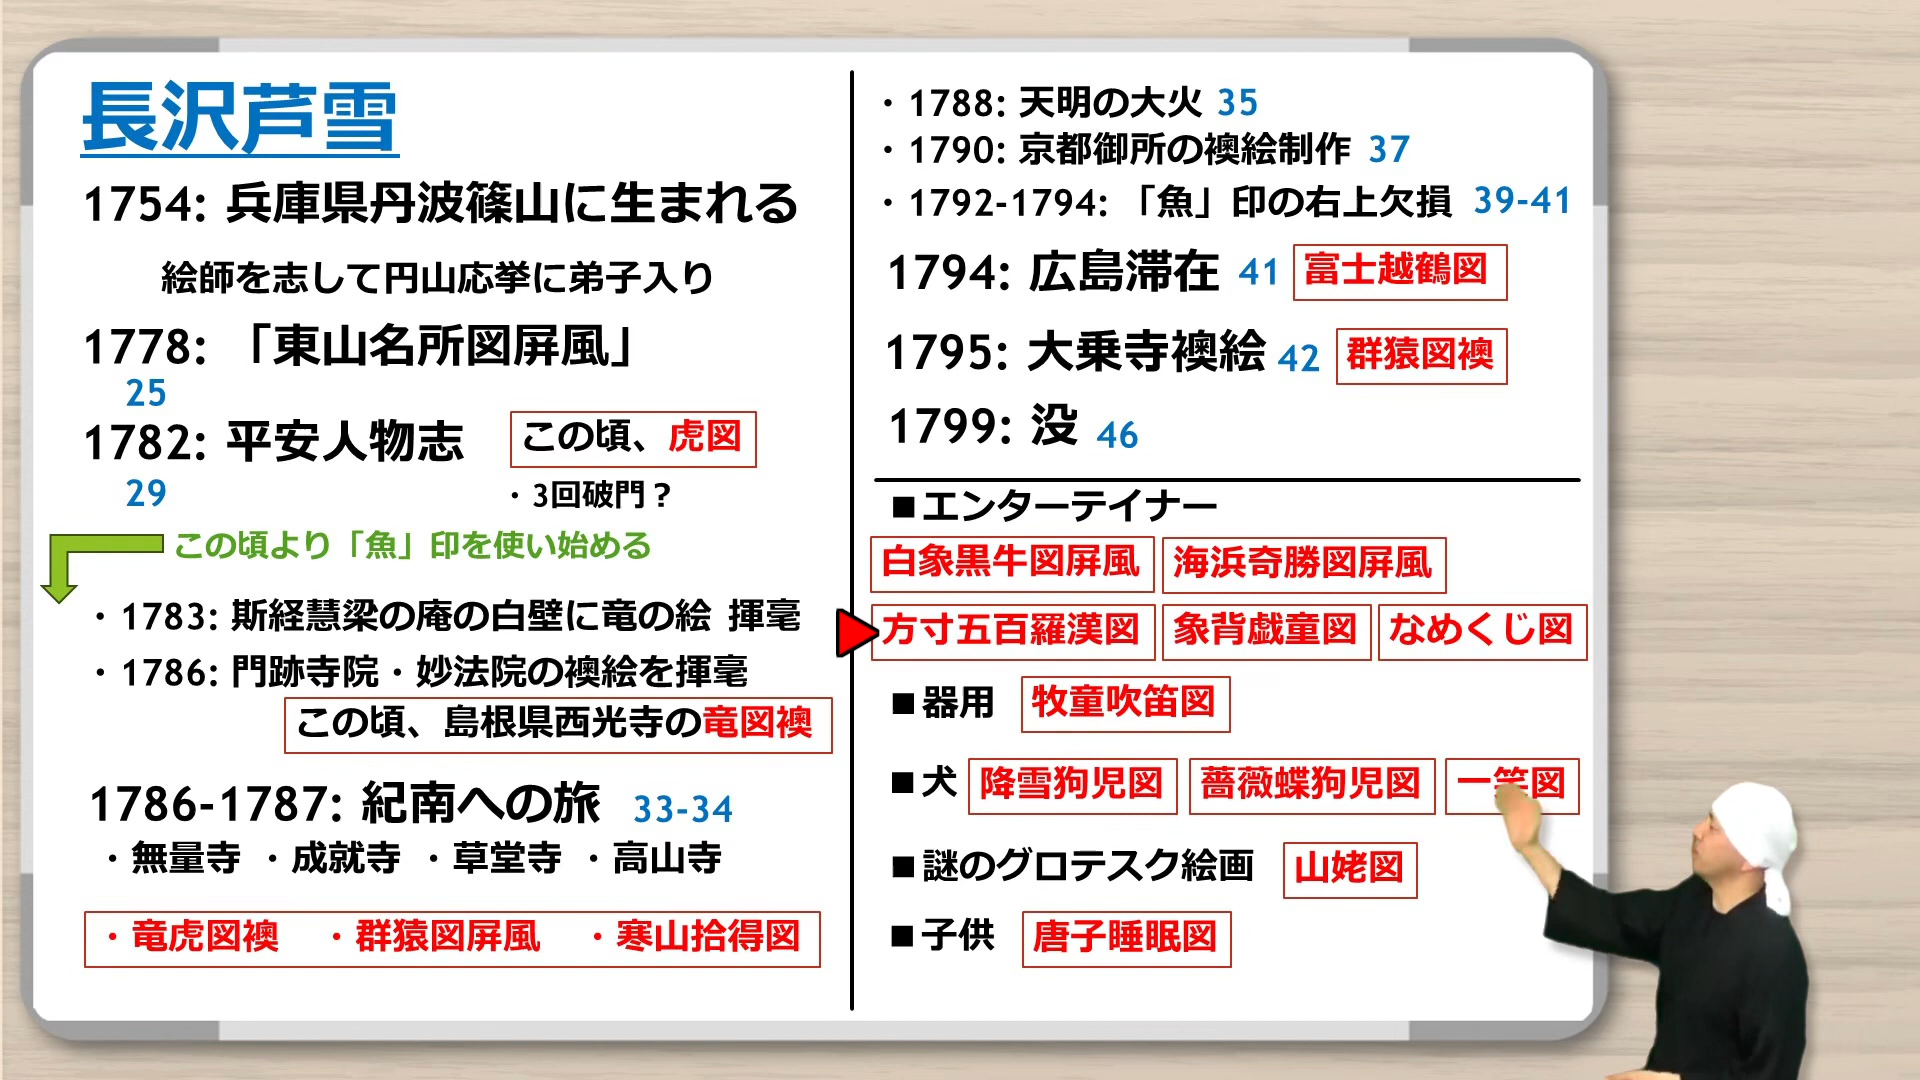 長沢芦雪
1754: 兵庫県丹波篠山に生まれる
絵師を志して円山応挙に弟子入り
1778: 「東山名所図屏風」
25
1782: 平安人物志
この頃、虎図
29
・3回破門？
この頃より「魚」印を使い始める
・1783: 斯経慧梁の庵の白壁に竜の絵 揮毫
・1786: 門跡寺院・妙法院の襖絵を揮毫
この頃、島根県西光寺の竜図襖
1786-1787: 紀南への旅 33-34
・無量寺 ・成就寺 ・草堂寺 ・高山寺
・竜虎図襖 ・群猿図屏風 ・寒山拾得図
・1788: 天明の大火 35
・1790: 京都御所の襖絵制作 37
・1792-1794: 「魚」印の右上欠損 39-41
1794: 広島滞在 41 富士越鶴図
1795: 大乗寺襖絵 42 群猿図襖
1799: 没 46
■エンターテイナー
白象黒牛図屏風 海浜奇勝図屏風
方寸五百羅漢図 象背戯童図 なめくじ図
■器用 牧童吹笛図
■犬 降雪狗児図 薔薇蝶狗児図 一笑図
■謎のグロテスク絵画 山姥図
■子供 唐子睡眠図